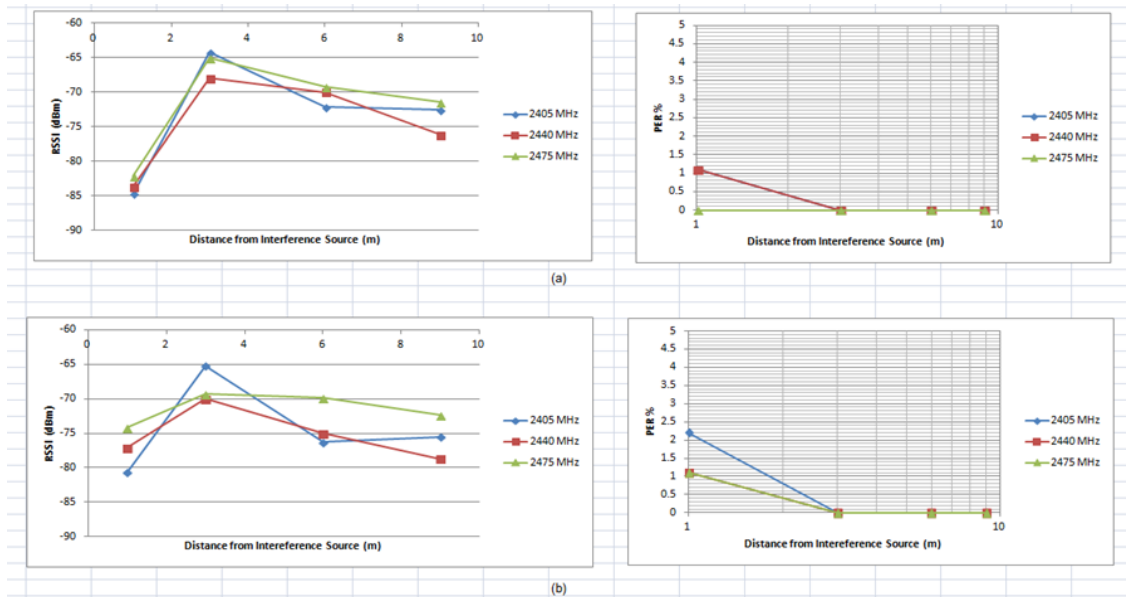 -60
0 2 4 6 8 10
-65
-70
-75
-80
-85
-90
RSSI (dBm)
Distance from Interference Source (m)
2405 MHz
2440 MHz
2475 MHz
5
4.5
4
3.5
3
2.5
2
1.5
1
0.5
0
1 10
PER %
Distance from Intereference Source (m)
2405 MHz
2440 MHz
2475 MHz
(a)
-60
0 2 4 6 8 10
-65
-70
-75
-80
-85
-90
RSSI (dBm)
Distance from Intereference Source (m)
2405 MHz
2440 MHz
2475 MHz
5
4.5
4
3.5
3
2.5
2
1.5
1
0.5
0
1 10
PER %
Distance from Intereference Source (m)
2405 MHz
2440 MHz
2475 MHz
(b)